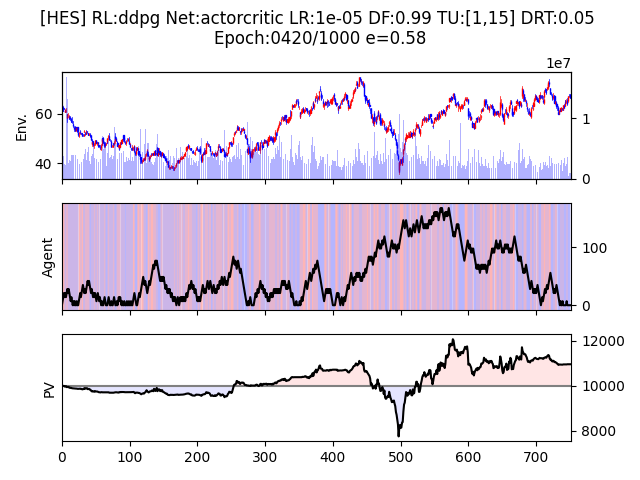 [HES] RL:ddpg Net:actorcritic LR:1e-05 DF:0.99 TU:[1,15] DRT:0.05
Epoch:0420/1000 e=0.58
1e7
Env.
60
40
1
0
Agent
100
0
PV
12000
10000
8000
0 100 200 300 400 500 600 700